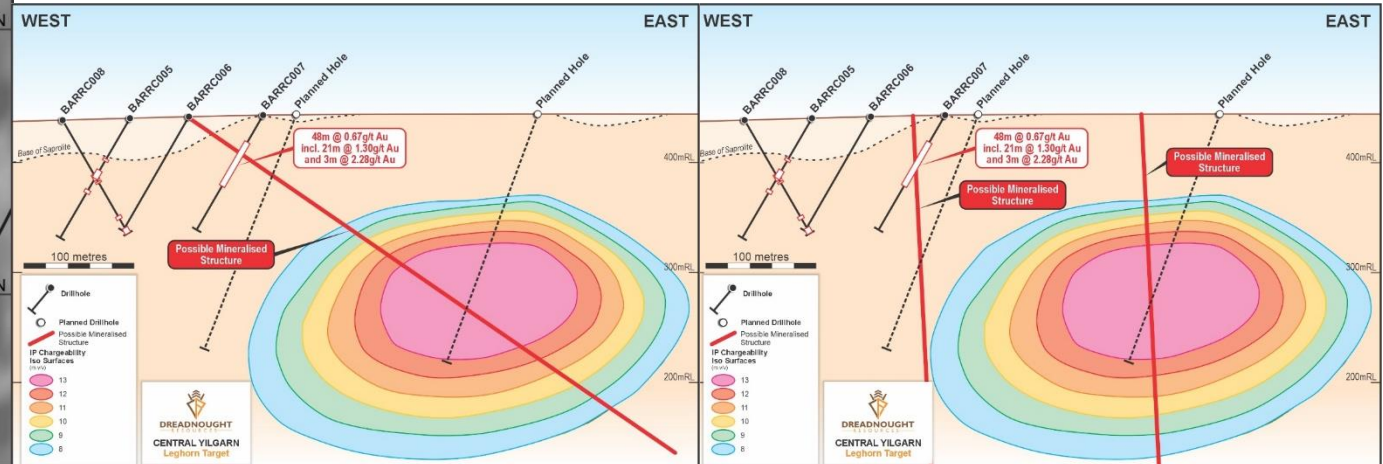 WEST
EAST
BARRC008
BARRC005
BARRC006
BARRC007
Planned Hole
Planned Hole
48m @ 0.67g/t Au
incl. 21m @ 1.30g/t Au
and 3m @ 2.28g/t Au
Base of Saprolite
400mRL
Possible Mineralised
Structure
100 metres
300mRL
Drillhole
Planned Drillhole
Possible Mineralised
Structure
IP Chargeability
Iso Surfaces
(mv/v)
13
12
11
10
9
8
200mRL
DREADNOUGHT
RESOURCES
CENTRAL YILGARN
Leghorn Target
WEST
EAST
BARRC008
BARRC005
BARRC006
BARRC007
Planned Hole
Planned Hole
48m @ 0.67g/t Au
incl. 21m @ 1.30g/t Au
and 3m @ 2.28g/t Au
Base of Saprolite
400mRL
Possible Mineralised
Structure
Possible Mineralised
Structure
100 metres
300mRL
Drillhole
Planned Drillhole
Possible Mineralised
Structure
IP Chargeability
Iso Surfaces
(mv/v)
13
12
11
10
9
8
200mRL
DREADNOUGHT
RESOURCES
CENTRAL YILGARN
Leghorn Target